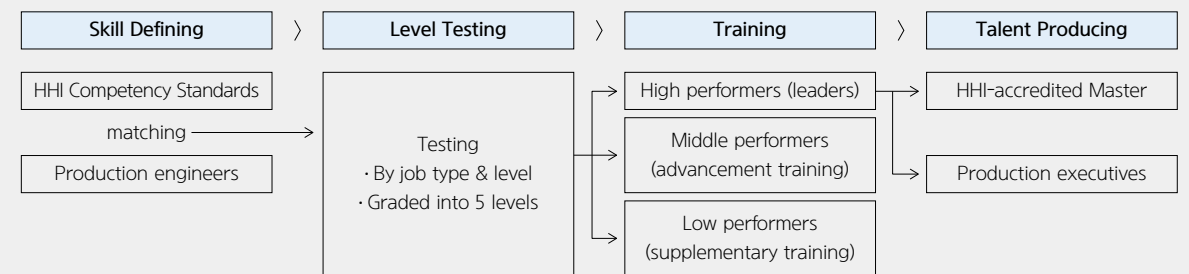 Skill Defining
〉
Level Testing
〉
Training
〉
Talent Producing
HHI Competency Standards
matching
Production engineers
Testing
· By job type & level
· Graded into 5 levels
High performers (leaders)
Middle performers
(advancement training)
Low performers
(supplementary training)
HHI-accredited Master
Production executives